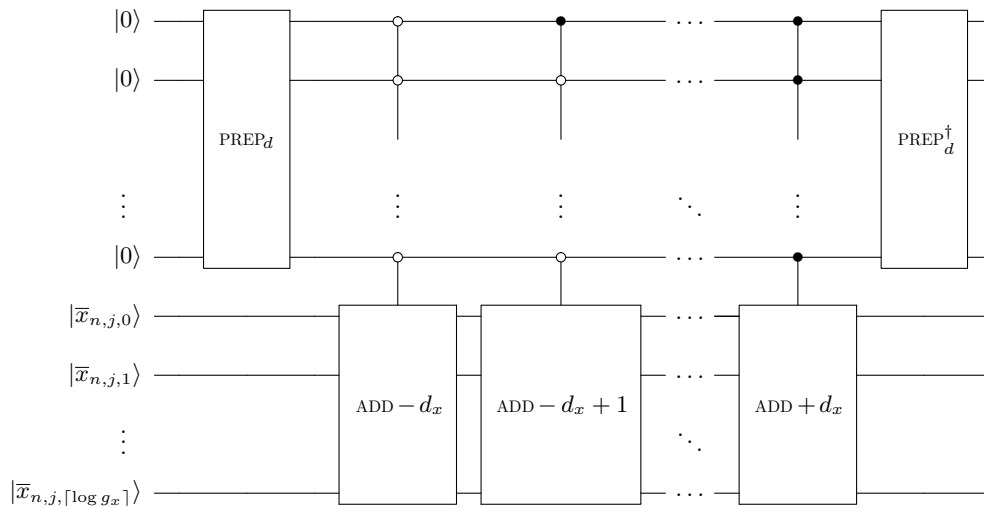 |0⟩ ⋯
|0⟩ ⋯
PREP_d PREP_d^†
⋮ ⋮ ⋮ ⋱ ⋮
|0⟩ ⋯
|x̅_{n,j,0}⟩ ⋯
|x̅_{n,j,1}⟩ ⋯
ADD − d_x ADD − d_x + 1 ADD + d_x
⋮ ⋱
|x̅_{n,j,⌈log g_x⌉}⟩ ⋯